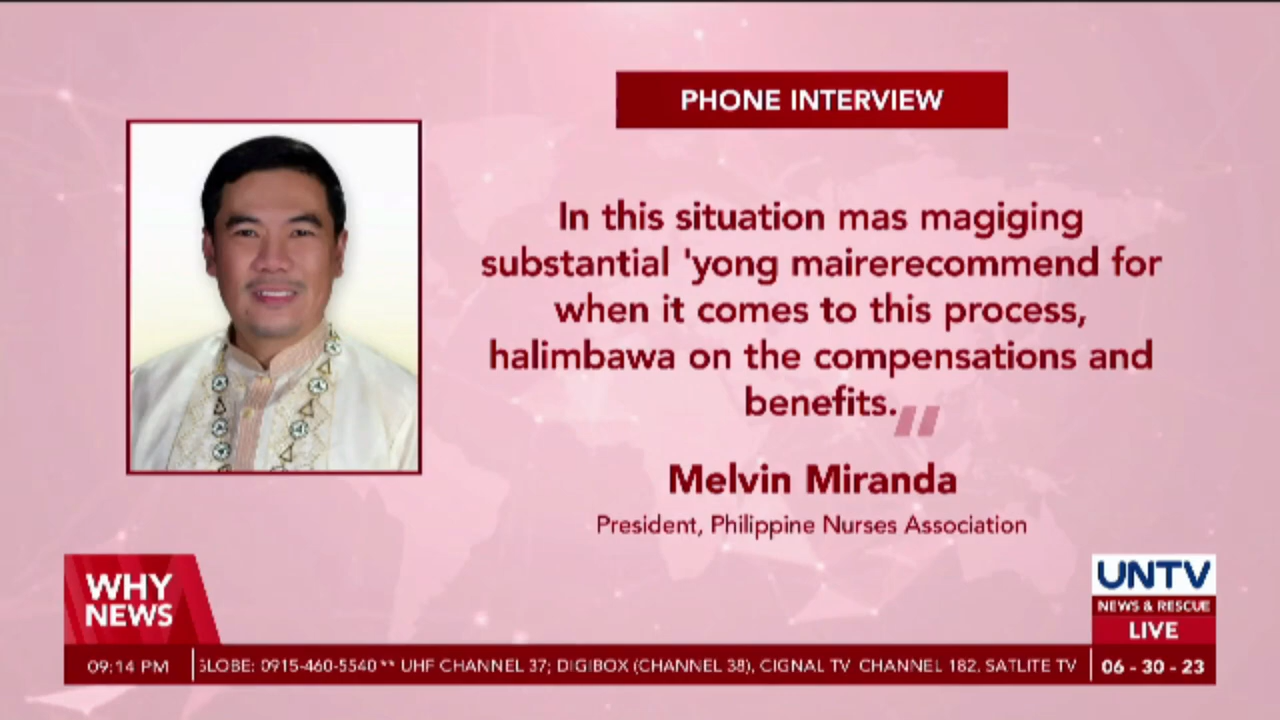 PHONE INTERVIEW
In this situation mas magiging
substantial 'yong mairerecommend for
when it comes to this process,
halimbawa on the compensations and
benefits.
Melvin Miranda
President, Philippine Nurses Association
WHY
NEWS
UNTV
NEWS & RESCUE
LIVE
09:14 PM
GLOBE: 0915-460-5540 ** UHF CHANNEL 37; DIGIBOX (CHANNEL 38), CIGNAL TV CHANNEL 182. SATLITE TV
06 - 30 - 23